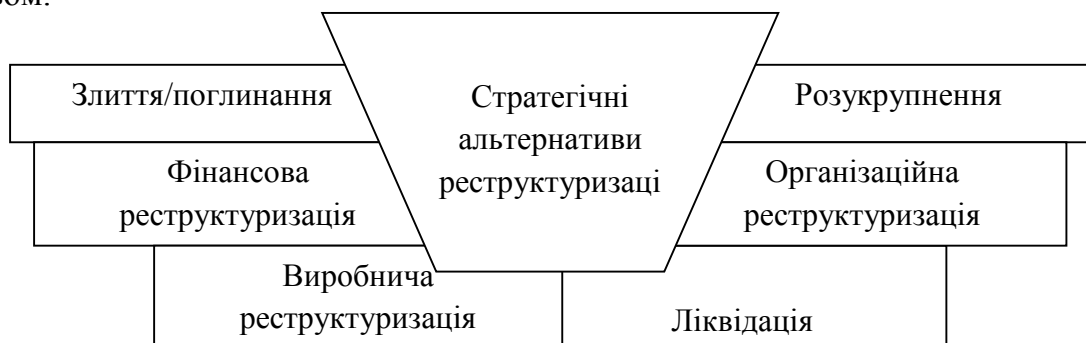 Злиття/поглинання
Стратегічні
альтернативи
реструктуризаці
Розукрупнення
Фінансова
реструктуризація
Організаційна
реструктуризація
Виробнича
реструктуризація
Ліквідація